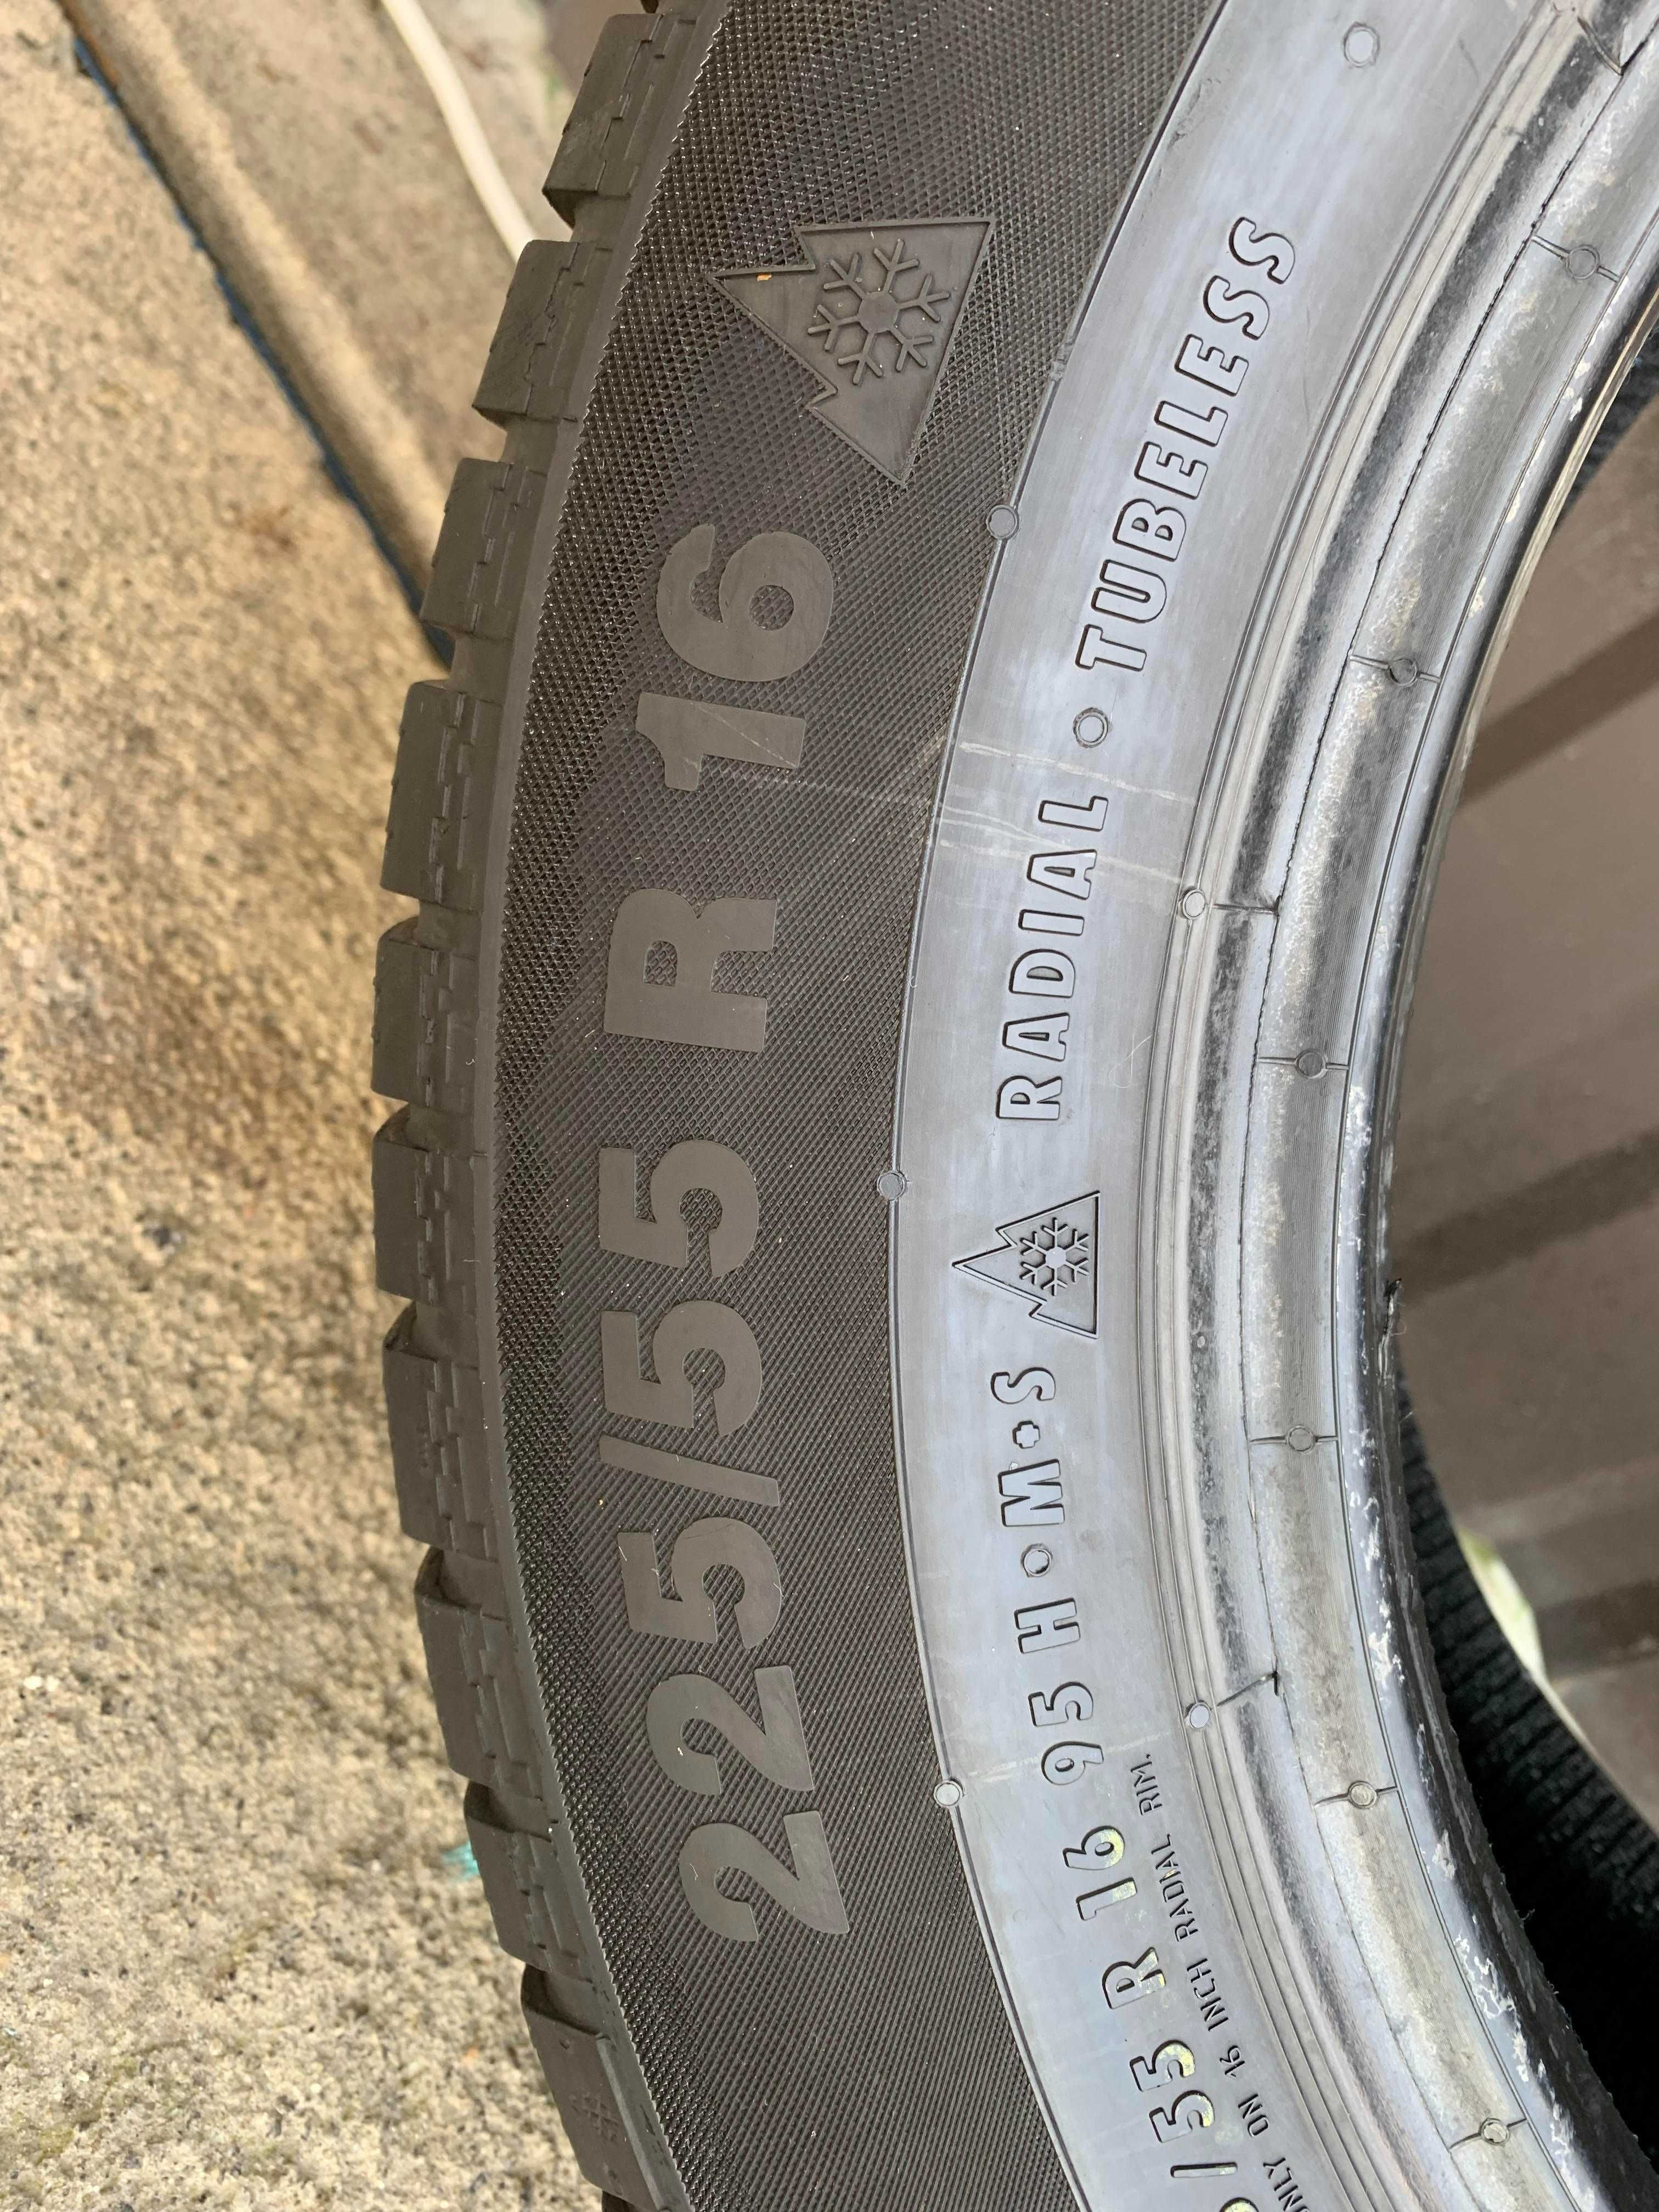 225/55 R 16
/55 R 16 95 H • M+S RADIAL • TUBELESS
ONLY ON 16 INCH RADIAL RIM.